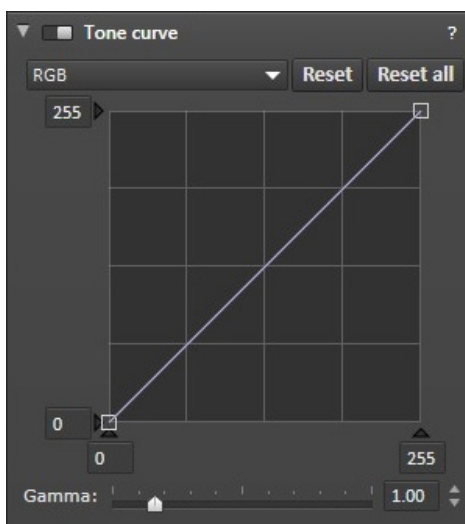 Tone curve ?
RGB Reset Reset all
255
0
0 255
Gamma: 1.00